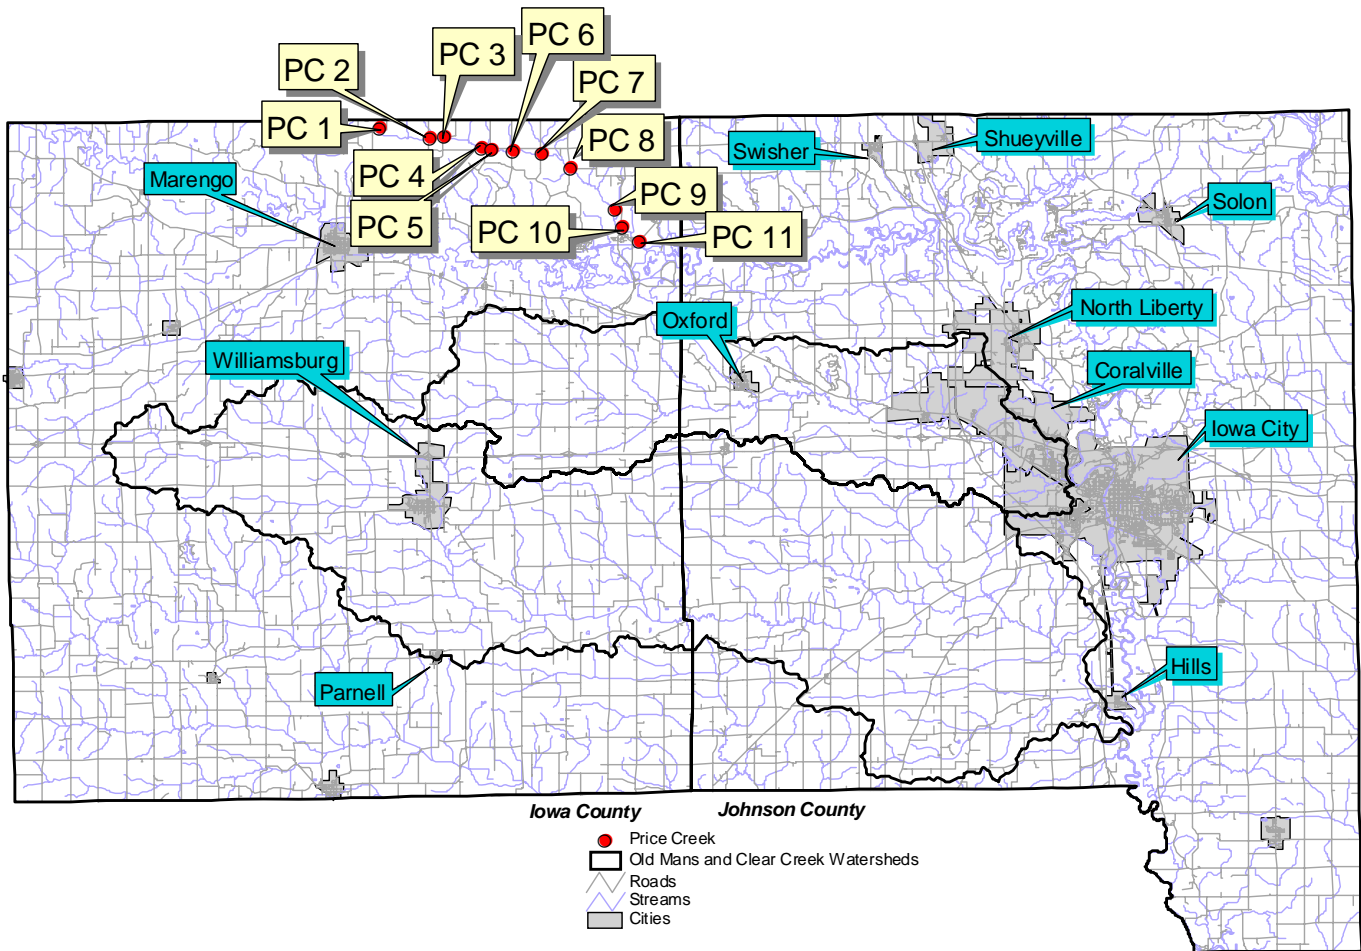 PC 6
PC 3
PC 2
PC 7
PC 1
PC 8
Swisher
Shueyville
PC 4
Marengo
PC 9
Solon
PC 5
PC 10
PC 11
North Liberty
Oxford
Williamsburg
Coralville
Iowa City
Hills
Parnell
Iowa County
Johnson County
Price Creek
Old Mans and Clear Creek Watersheds
Roads
Streams
Cities